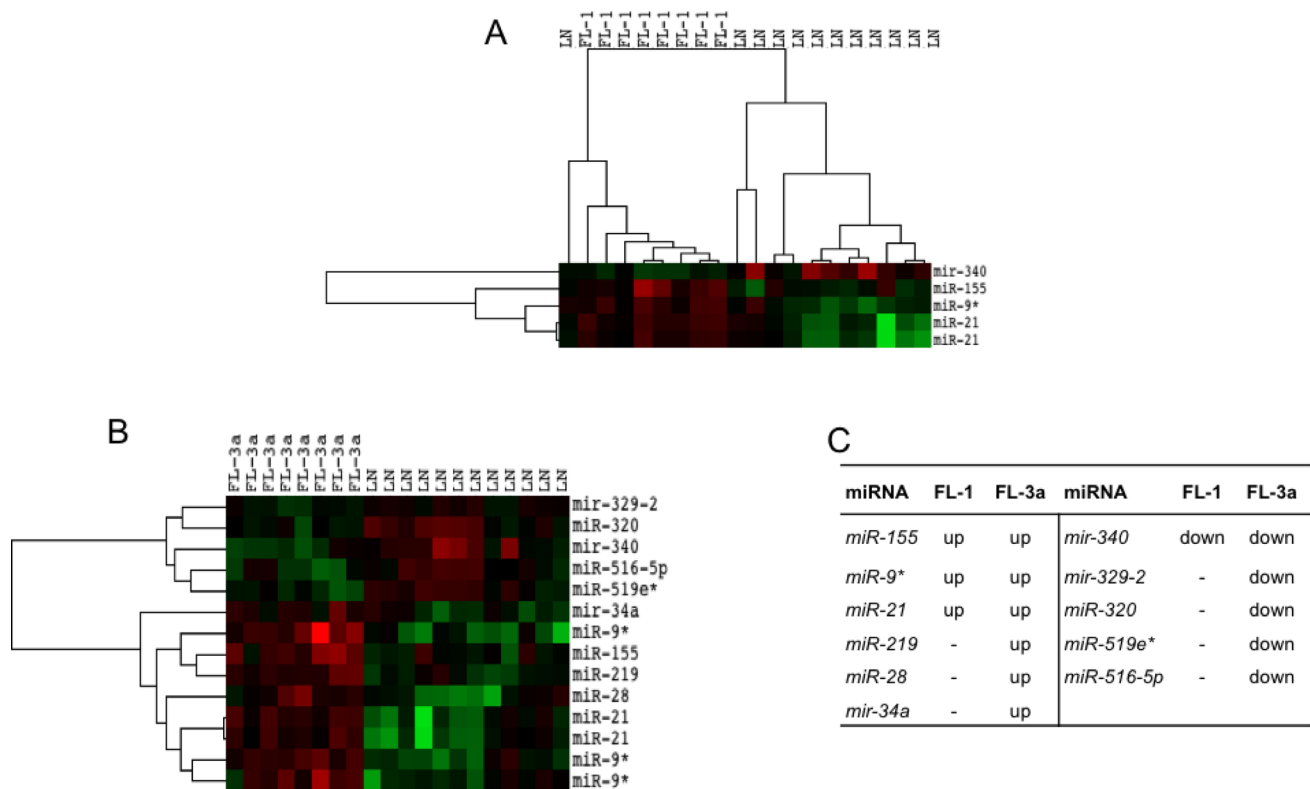 A
LN FL-1 FL-1 FL-1 FL-1 FL-1 FL-1 FL-1 FL-1 LN LN LN LN LN LN LN LN LN LN LN
mir-340
miR-155
miR-9*
miR-21
miR-21
B
FL-3a FL-3a FL-3a FL-3a FL-3a FL-3a FL-3a FL-3a LN LN LN LN LN LN LN LN LN LN LN LN
mir-329-2
miR-320
mir-340
miR-516-5p
miR-519e*
mir-34a
miR-9*
miR-155
miR-219
miR-28
miR-21
miR-21
miR-9*
miR-9*
C
miRNA FL-1 FL-3a miRNA FL-1 FL-3a
miR-155 up up mir-340 down down
miR-9* up up mir-329-2 - down
miR-21 up up miR-320 - down
miR-219 - up miR-519e* - down
miR-28 - up miR-516-5p - down
mir-34a - up